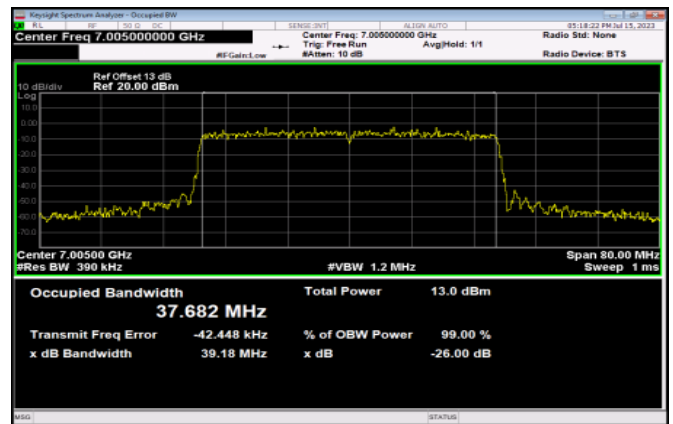 Keysight Spectrum Analyzer - Occupied BW
RL RF 50 Ω DC SENSE:INT ALIGN AUTO 05:18:22 PM Jul 15, 2023
Center Freq 7.005000000 GHz Center Freq: 7.005000000 GHz Radio Std: None
Trig: Free Run Avg|Hold: 1/1
#IFGain:Low #Atten: 10 dB Radio Device: BTS
Ref Offset 13 dB
10 dB/div Ref 20.00 dBm
Log
10.0
0.00
-10.0
-20.0
-30.0
-40.0
-50.0
-60.0
-70.0
Center 7.00500 GHz Span 80.00 MHz
#Res BW 390 kHz #VBW 1.2 MHz Sweep 1 ms
Occupied Bandwidth Total Power 13.0 dBm
37.682 MHz
Transmit Freq Error -42.448 kHz % of OBW Power 99.00 %
x dB Bandwidth 39.18 MHz x dB -26.00 dB
MSG STATUS